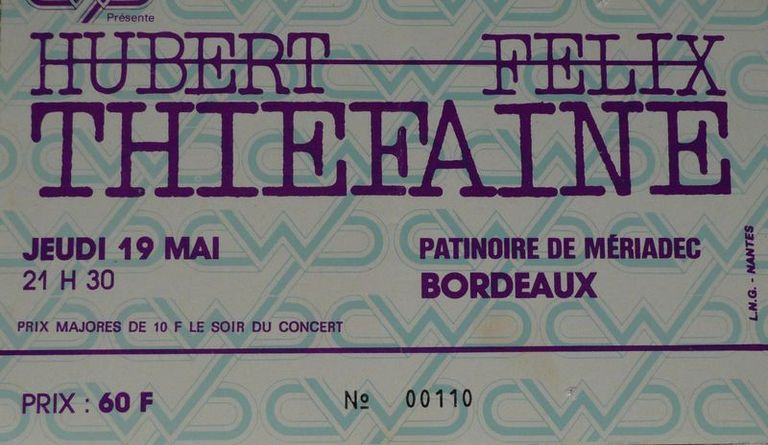 Présente
HUBERT FELIX
THIEFAINE
JEUDI 19 MAI
21 H 30
PATINOIRE DE MÉRIADEC
BORDEAUX
PRIX MAJORES DE 10 F LE SOIR DU CONCERT
L.N.G. - NANTES
PRIX : 60 F
Nº 00110